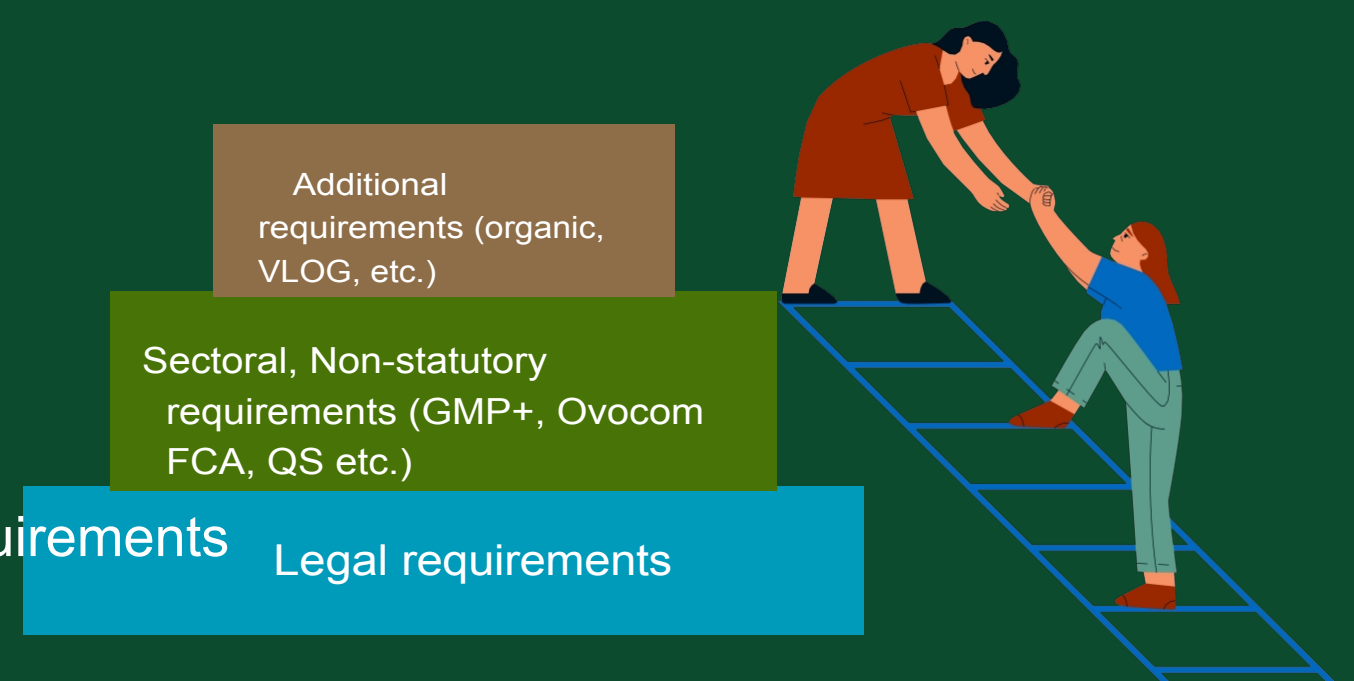 Additional
requirements (organic,
VLOG, etc.)
Sectoral, Non-statutory
requirements (GMP+, Ovocom
FCA, QS etc.)
uirements
Legal requirements